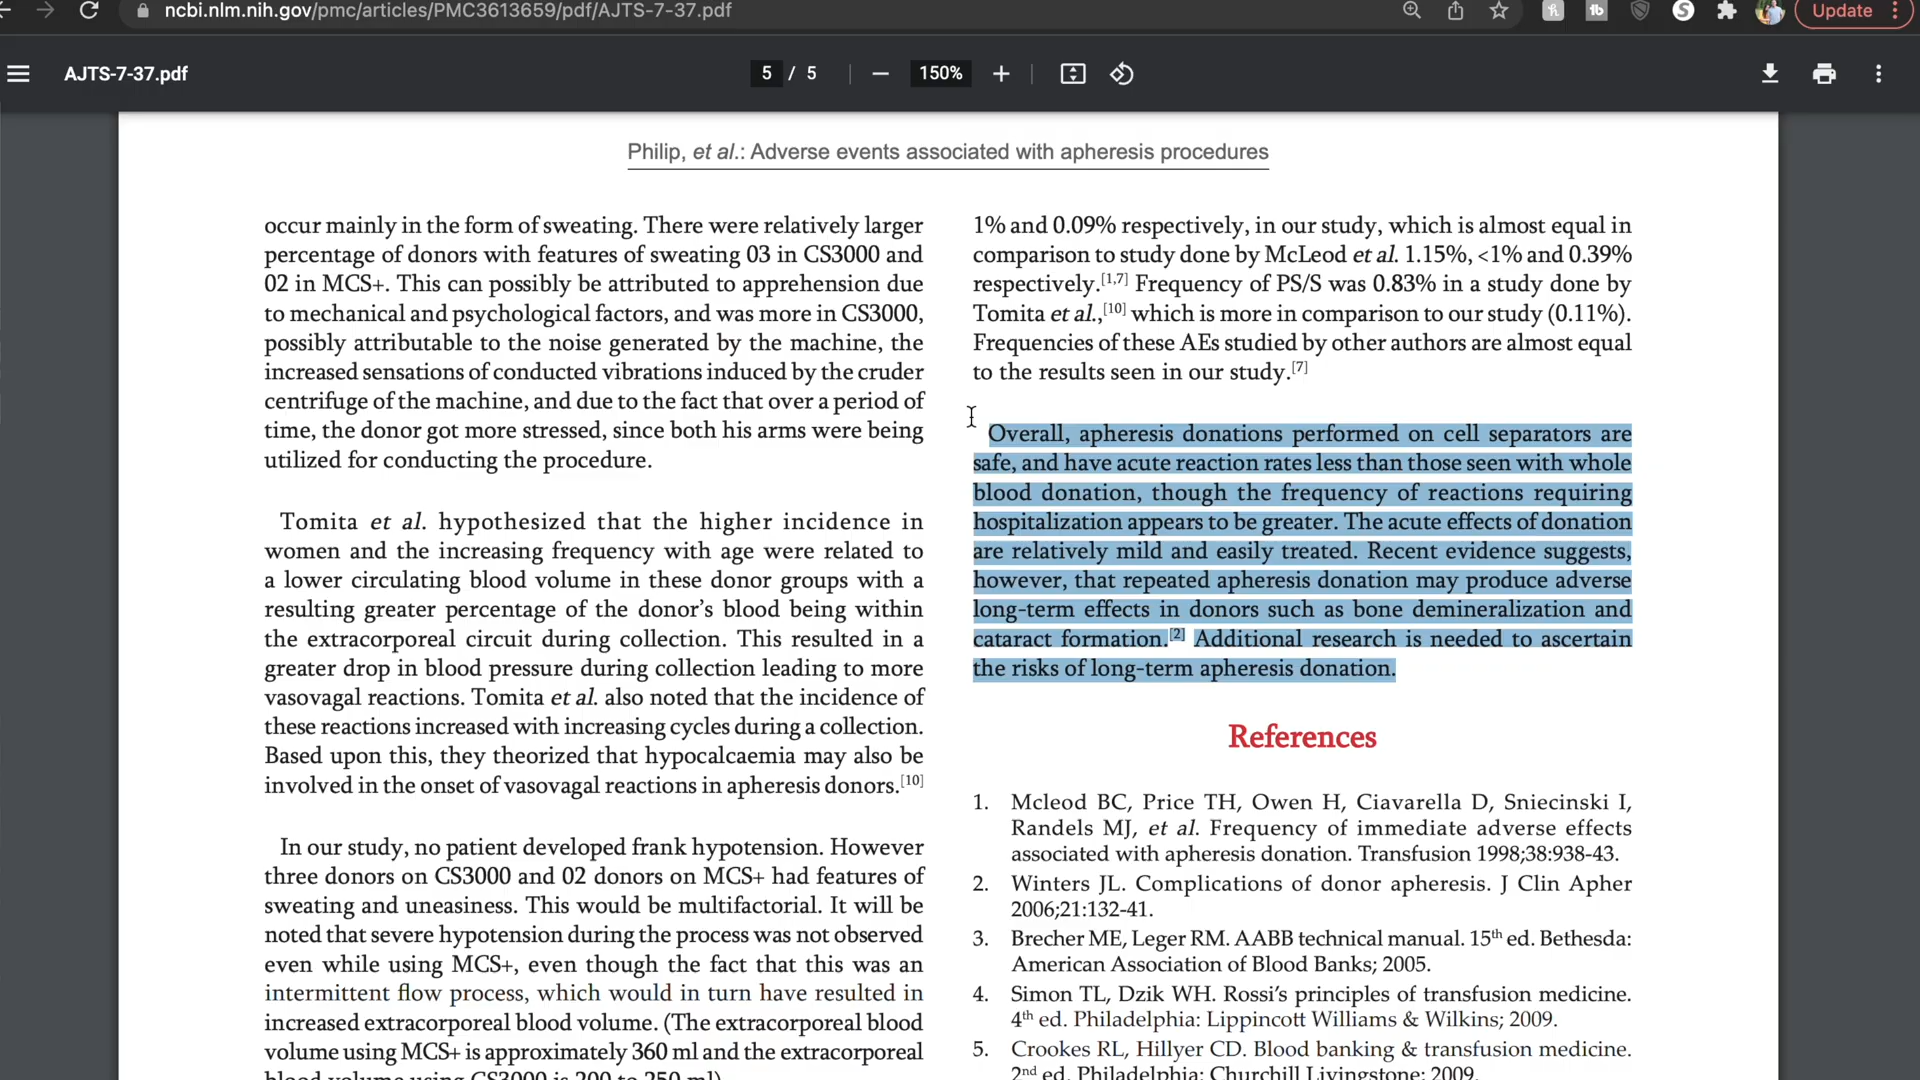 ncbi.nlm.nih.gov/pmc/articles/PMC3613659/pdf/AJTS-7-37.pdf
Update
AJTS-7-37.pdf
5 / 5
150%
Philip, et al.: Adverse events associated with apheresis procedures
occur mainly in the form of sweating. There were relatively larger
percentage of donors with features of sweating 03 in CS3000 and
02 in MCS+. This can possibly be attributed to apprehension due
to mechanical and psychological factors, and was more in CS3000,
possibly attributable to the noise generated by the machine, the
increased sensations of conducted vibrations induced by the cruder
centrifuge of the machine, and due to the fact that over a period of
time, the donor got more stressed, since both his arms were being
utilized for conducting the procedure.
Tomita et al. hypothesized that the higher incidence in
women and the increasing frequency with age were related to
a lower circulating blood volume in these donor groups with a
resulting greater percentage of the donor's blood being within
the extracorporeal circuit during collection. This resulted in a
greater drop in blood pressure during collection leading to more
vasovagal reactions. Tomita et al. also noted that the incidence of
these reactions increased with increasing cycles during a collection.
Based upon this, they theorized that hypocalcaemia may also be
involved in the onset of vasovagal reactions in apheresis donors.[10]
In our study, no patient developed frank hypotension. However
three donors on CS3000 and 02 donors on MCS+ had features of
sweating and uneasiness. This would be multifactorial. It will be
noted that severe hypotension during the process was not observed
even while using MCS+, even though the fact that this was an
intermittent flow process, which would in turn have resulted in
increased extracorporeal blood volume. (The extracorporeal blood
volume using MCS+ is approximately 360 ml and the extracorporeal
blood volume using CS3000 is 200 to 250 ml)
1% and 0.09% respectively, in our study, which is almost equal in
comparison to study done by McLeod et al. 1.15%, <1% and 0.39%
respectively.[1,7] Frequency of PS/S was 0.83% in a study done by
Tomita et al.,[10] which is more in comparison to our study (0.11%).
Frequencies of these AEs studied by other authors are almost equal
to the results seen in our study.[7]
Overall, apheresis donations performed on cell separators are
safe, and have acute reaction rates less than those seen with whole
blood donation, though the frequency of reactions requiring
hospitalization appears to be greater. The acute effects of donation
are relatively mild and easily treated. Recent evidence suggests,
however, that repeated apheresis donation may produce adverse
long-term effects in donors such as bone demineralization and
cataract formation.[2] Additional research is needed to ascertain
the risks of long-term apheresis donation.
References
1. Mcleod BC, Price TH, Owen H, Ciavarella D, Sniecinski I,
Randels MJ, et al. Frequency of immediate adverse effects
associated with apheresis donation. Transfusion 1998;38:938-43.
2. Winters JL. Complications of donor apheresis. J Clin Apher
2006;21:132-41.
3. Brecher ME, Leger RM. AABB technical manual. 15th ed. Bethesda:
American Association of Blood Banks; 2005.
4. Simon TL, Dzik WH. Rossi's principles of transfusion medicine.
4th ed. Philadelphia: Lippincott Williams & Wilkins; 2009.
5. Crookes RL, Hillyer CD. Blood banking & transfusion medicine.
2nd ed. Philadelphia: Churchill Livingstone; 2009.